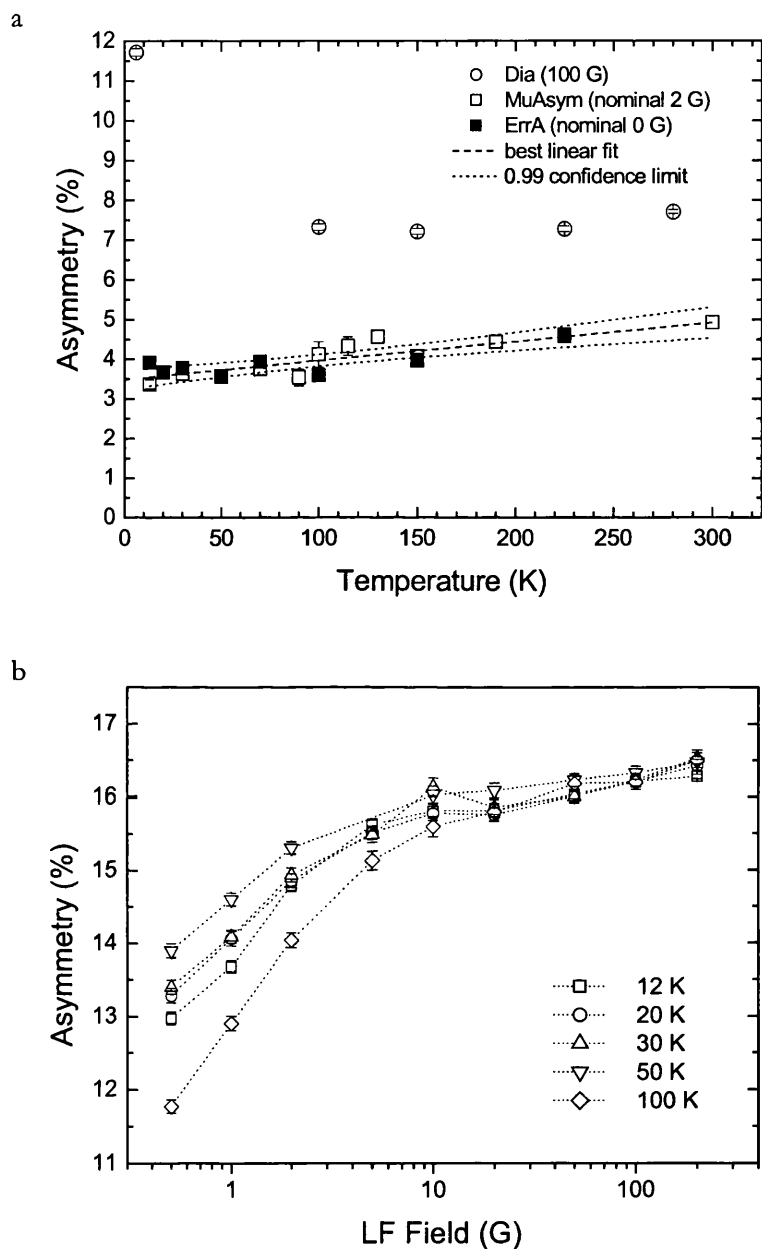 a
12
11
10
9
8
7
6
5
4
3
2
1
0
Asymmetry (%)
Dia (100 G)
MuAsym (nominal 2 G)
ErrA (nominal 0 G)
best linear fit
0.99 confidence limit
0 50 100 150 200 250 300
Temperature (K)
b
17
16
15
14
13
12
11
Asymmetry (%)
12 K
20 K
30 K
50 K
100 K
1 10 100
LF Field (G)